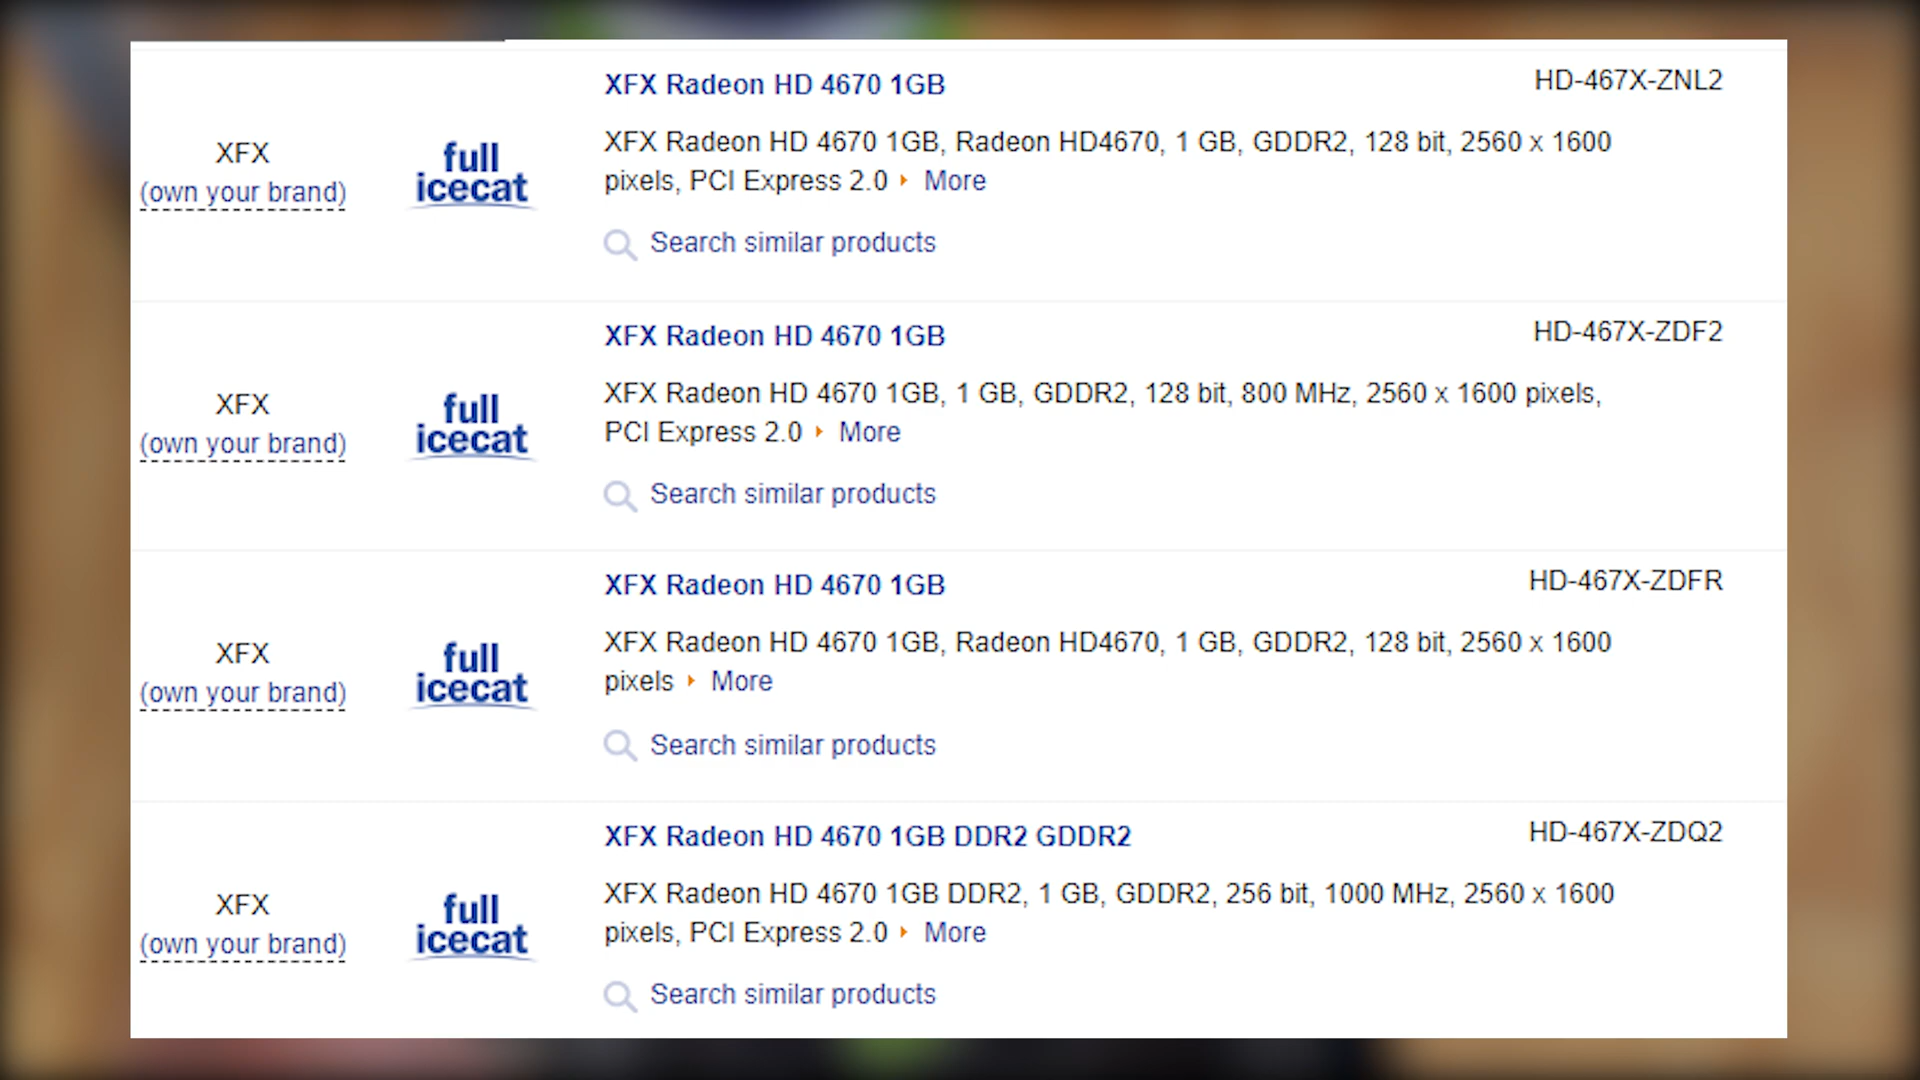 XFX Radeon HD 4670 1GB
HD-467X-ZNL2
XFX
(own your brand)
full
icecat
XFX Radeon HD 4670 1GB, Radeon HD4670, 1 GB, GDDR2, 128 bit, 2560 x 1600
pixels, PCI Express 2.0 More
Search similar products
XFX Radeon HD 4670 1GB
HD-467X-ZDF2
XFX
(own your brand)
full
icecat
XFX Radeon HD 4670 1GB, 1 GB, GDDR2, 128 bit, 800 MHz, 2560 x 1600 pixels,
PCI Express 2.0 More
Search similar products
XFX Radeon HD 4670 1GB
HD-467X-ZDFR
XFX
(own your brand)
full
icecat
XFX Radeon HD 4670 1GB, Radeon HD4670, 1 GB, GDDR2, 128 bit, 2560 x 1600
pixels More
Search similar products
XFX Radeon HD 4670 1GB DDR2 GDDR2
HD-467X-ZDQ2
XFX
(own your brand)
full
icecat
XFX Radeon HD 4670 1GB DDR2, 1 GB, GDDR2, 256 bit, 1000 MHz, 2560 x 1600
pixels, PCI Express 2.0 More
Search similar products